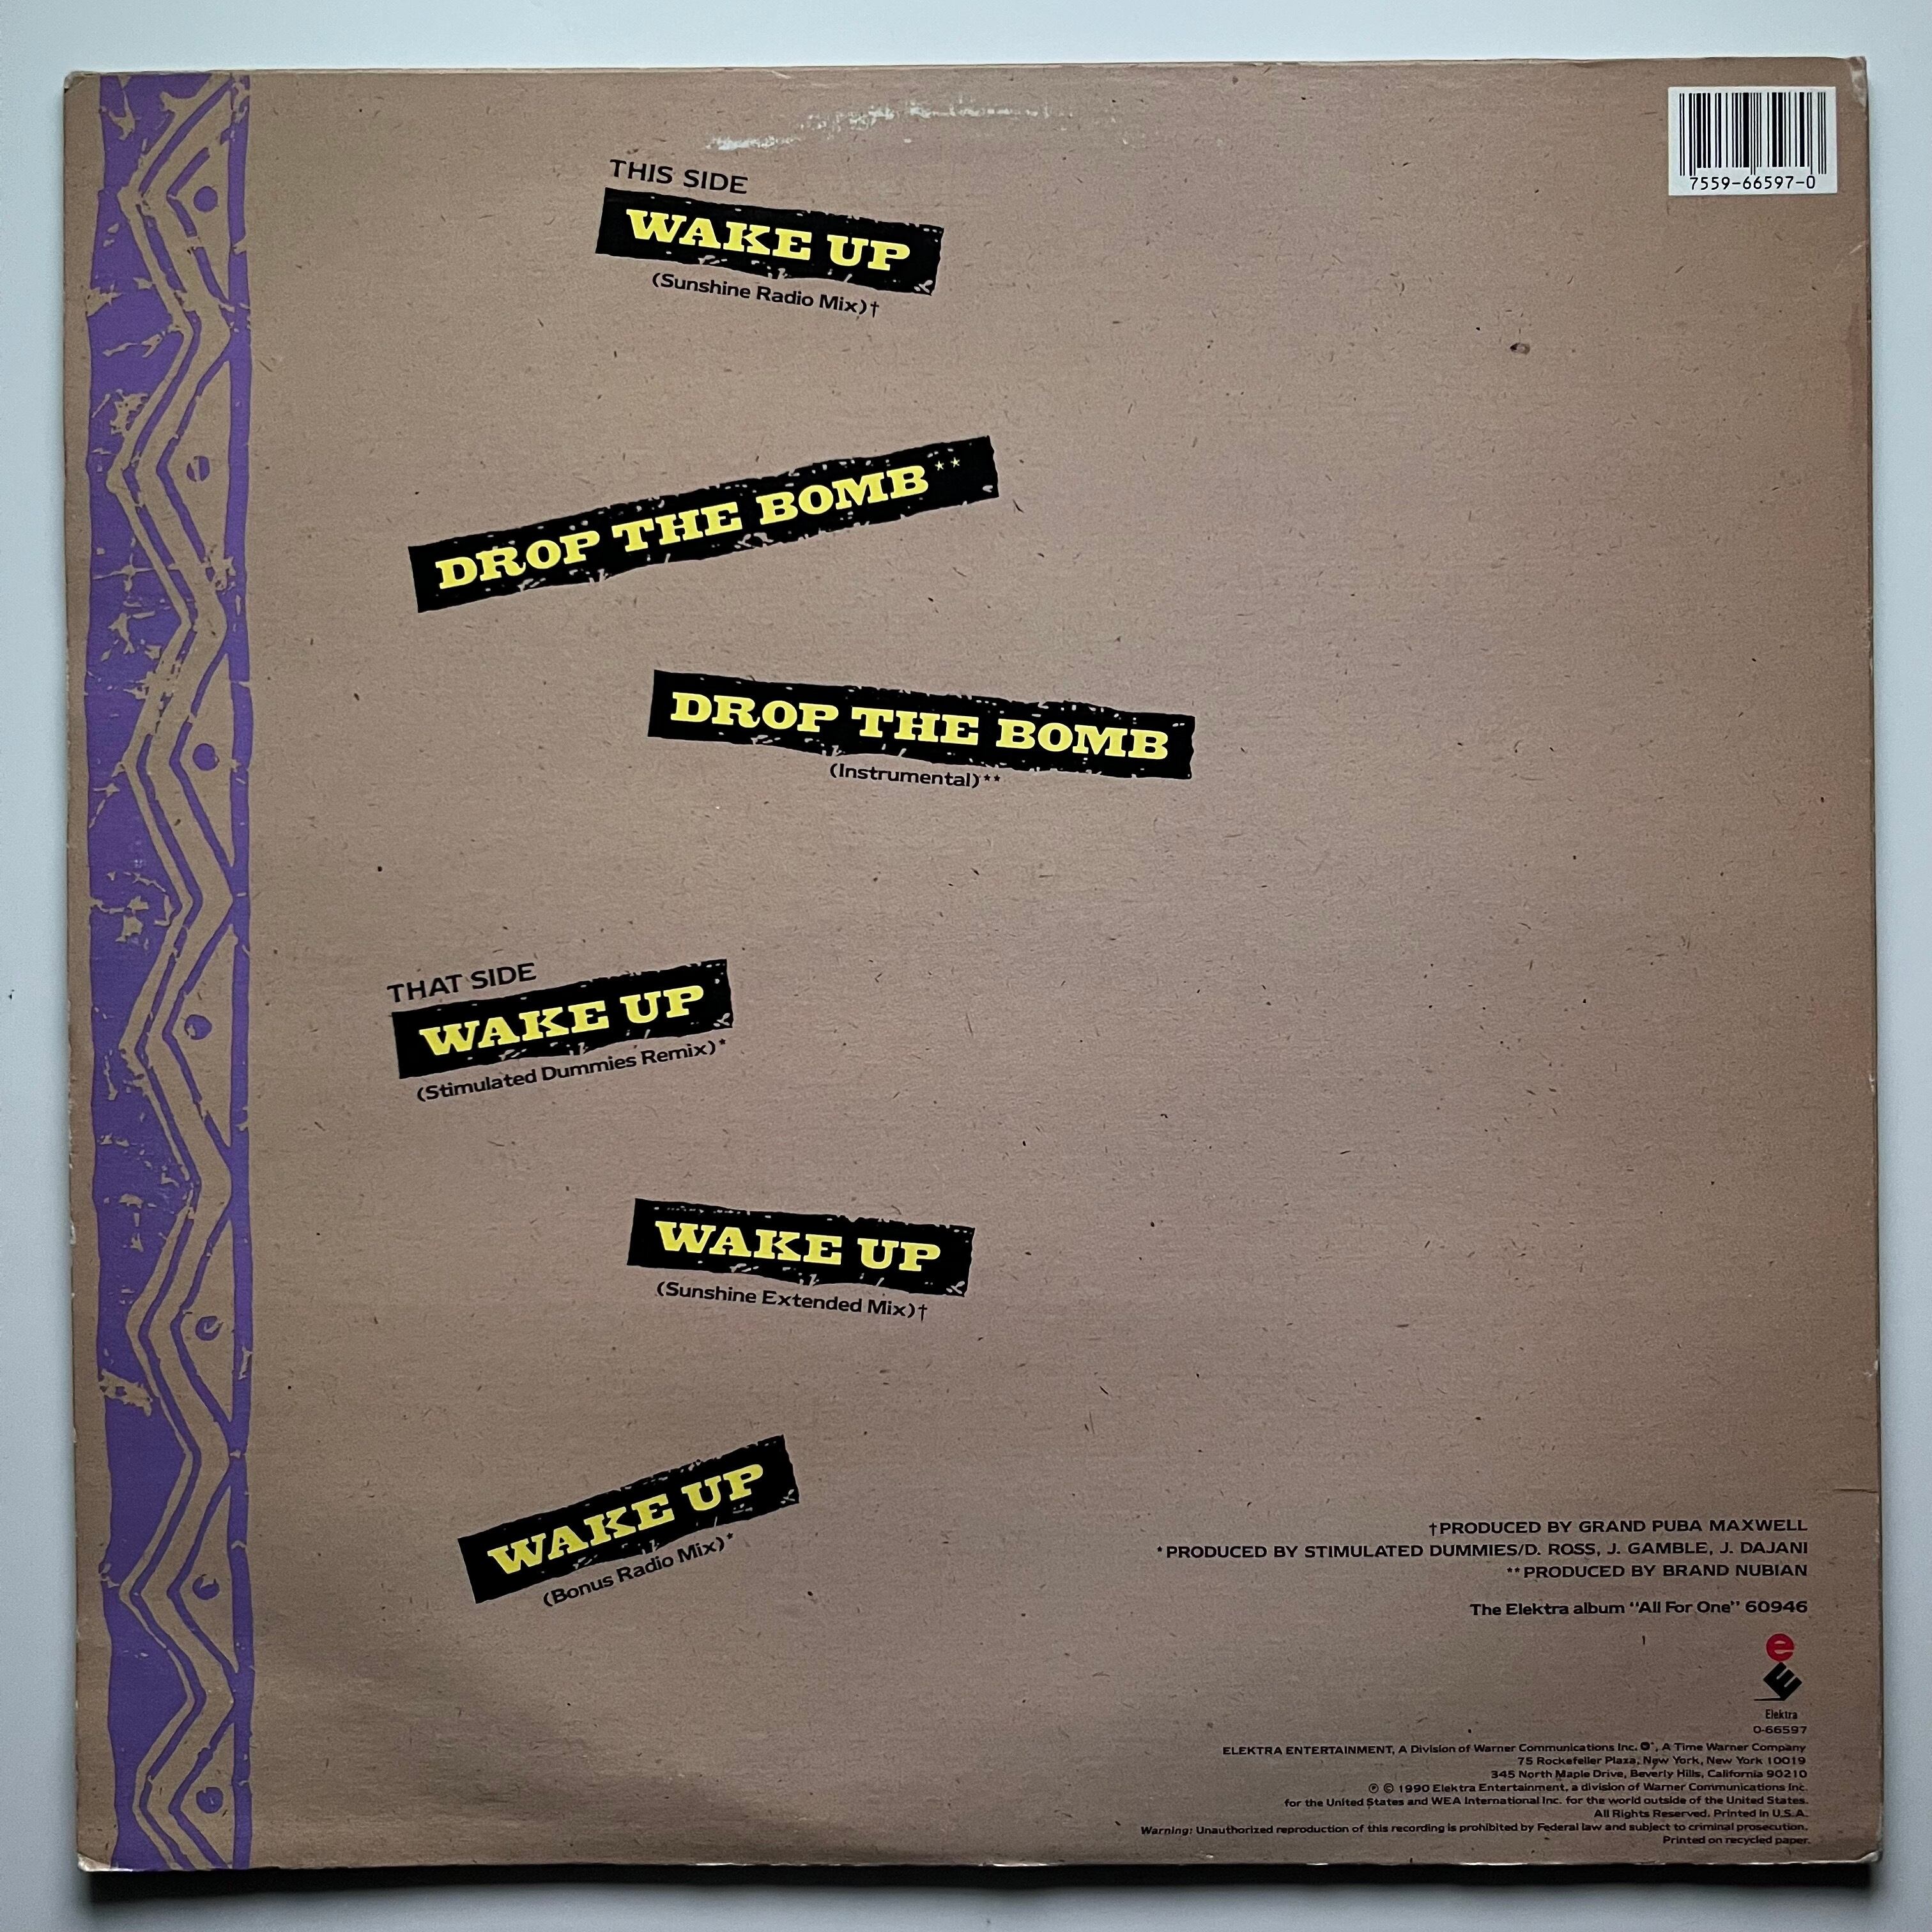 7559-66597-0
THIS SIDE
WAKE UP
(Sunshine Radio Mix)†
DROP THE BOMB**
DROP THE BOMB
(Instrumental)**
THAT SIDE
WAKE UP
(Stimulated Dummies Remix)*
WAKE UP
(Sunshine Extended Mix)†
WAKE UP
(Bonus Radio Mix)*
†PRODUCED BY GRAND PUBA MAXWELL
*PRODUCED BY STIMULATED DUMMIES/D. ROSS, J. GAMBLE, J. DAJANI
**PRODUCED BY BRAND NUBIAN
The Elektra album "All For One" 60946
e
E
Elektra
0-66597
ELEKTRA ENTERTAINMENT, A Division of Warner Communications Inc. , A Time Warner Company
75 Rockefeller Plaza, New York, New York 10019
345 North Maple Drive, Beverly Hills, California 90210
℗ © 1990 Elektra Entertainment, a division of Warner Communications Inc.
for the United States and WEA International Inc. for the world outside of the United States.
All Rights Reserved. Printed in U.S.A.
Warning: Unauthorized reproduction of this recording is prohibited by Federal law and subject to criminal prosecution.
Printed on recycled paper.